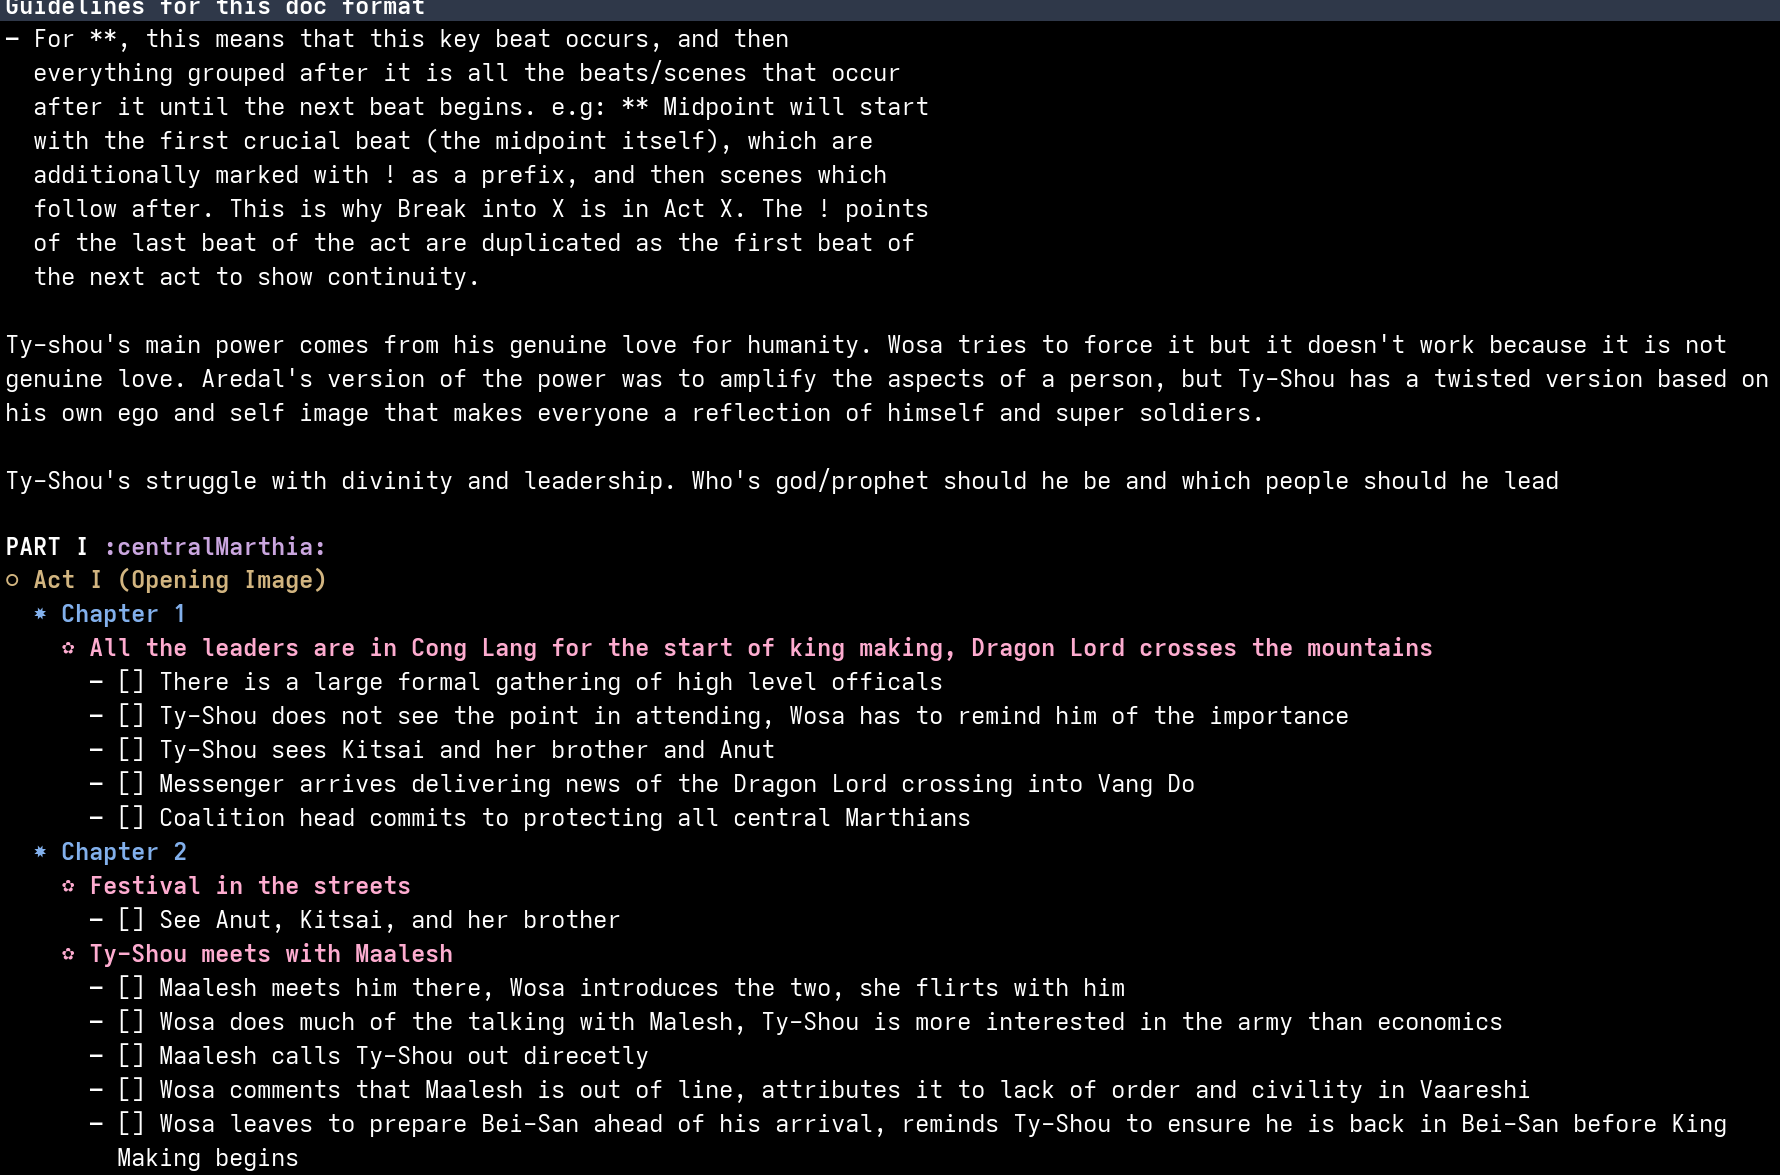 Guidelines for this doc format
– For **, this means that this key beat occurs, and then
everything grouped after it is all the beats/scenes that occur
after it until the next beat begins. e.g: ** Midpoint will start
with the first crucial beat (the midpoint itself), which are
additionally marked with ! as a prefix, and then scenes which
follow after. This is why Break into X is in Act X. The ! points
of the last beat of the act are duplicated as the first beat of
the next act to show continuity.
Ty-shou's main power comes from his genuine love for humanity. Wosa tries to force it but it doesn't work because it is not
genuine love. Aredal's version of the power was to amplify the aspects of a person, but Ty-Shou has a twisted version based on
his own ego and self image that makes everyone a reflection of himself and super soldiers.
Ty-Shou's struggle with divinity and leadership. Who's god/prophet should he be and which people should he lead
PART I :centralMarthia:
○ Act I (Opening Image)
✸ Chapter 1
✿ All the leaders are in Cong Lang for the start of king making, Dragon Lord crosses the mountains
– [] There is a large formal gathering of high level officals
– [] Ty-Shou does not see the point in attending, Wosa has to remind him of the importance
– [] Ty-Shou sees Kitsai and her brother and Anut
– [] Messenger arrives delivering news of the Dragon Lord crossing into Vang Do
– [] Coalition head commits to protecting all central Marthians
✸ Chapter 2
✿ Festival in the streets
– [] See Anut, Kitsai, and her brother
✿ Ty-Shou meets with Maalesh
– [] Maalesh meets him there, Wosa introduces the two, she flirts with him
– [] Wosa does much of the talking with Malesh, Ty-Shou is more interested in the army than economics
– [] Maalesh calls Ty-Shou out direcetly
– [] Wosa comments that Maalesh is out of line, attributes it to lack of order and civility in Vaareshi
– [] Wosa leaves to prepare Bei-San ahead of his arrival, reminds Ty-Shou to ensure he is back in Bei-San before King
Making begins